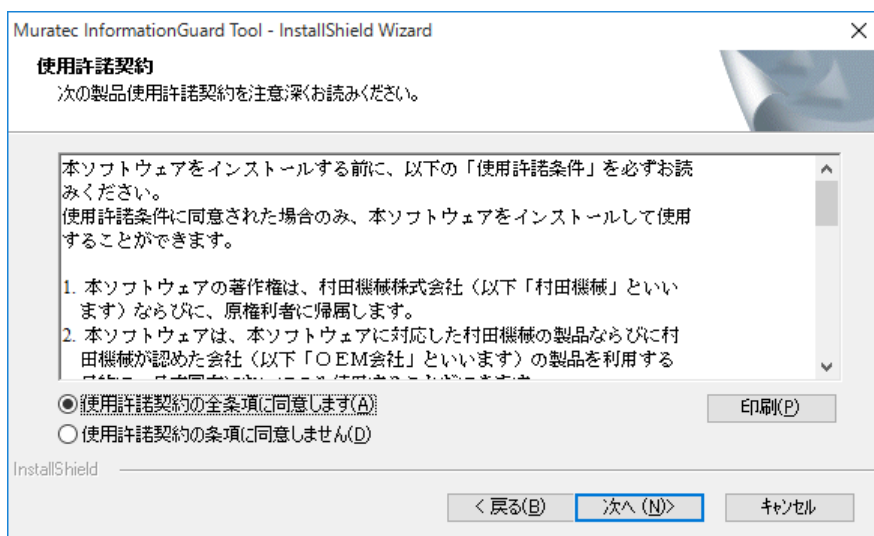 Muratec InformationGuard Tool - InstallShield Wizard
使用許諾契約
次の製品使用許諾契約を注意深くお読みください。
本ソフトウェアをインストールする前に、以下の「使用許諾条件」を必ずお読
みください。
使用許諾条件に同意された場合のみ、本ソフトウェアをインストールして使用
することができます。
1. 本ソフトウェアの著作権は、村田機械株式会社（以下「村田機械」といい
ます）ならびに、原権利者に帰属します。
2. 本ソフトウェアは、本ソフトウェアに対応した村田機械の製品ならびに村
田機械が認めた会社（以下「ＯＥＭ会社」といいます）の製品を利用する
使用許諾契約の全条項に同意します(A)
印刷(P)
使用許諾契約の条項に同意しません(D)
InstallShield
< 戻る(B)
次へ (N)>
キャンセル